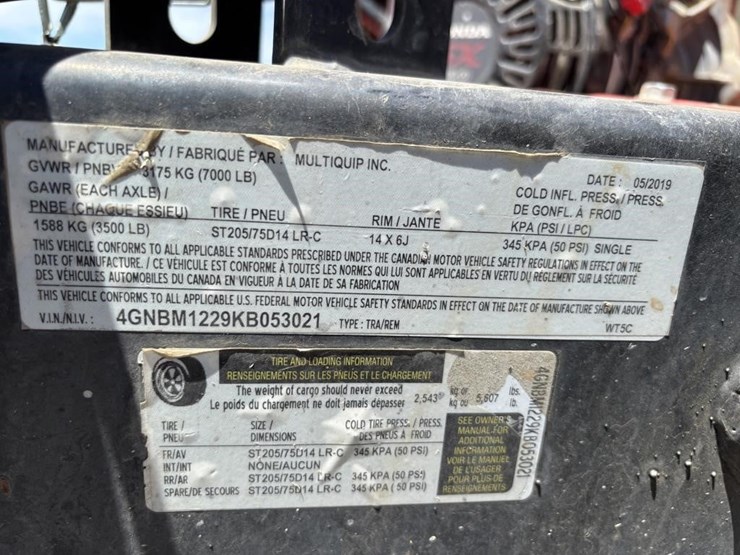 MANUFACTURED BY / FABRIQUÉ PAR : MULTIQUIP INC.
DATE : 05/2019
GVWR / PNBV 3175 KG (7000 LB)
GAWR (EACH AXLE) /
PNBE (CHAQUE ESSIEU)
1588 KG (3500 LB)
TIRE / PNEU
ST205/75D14 LR-C
RIM / JANTE
14 X 6J
COLD INFL. PRESS. / PRESS.
DE GONFL. À FROID
KPA (PSI / LPC)
345 KPA (50 PSI) SINGLE
THIS VEHICLE CONFORMS TO ALL APPLICABLE STANDARDS PRESCRIBED UNDER THE CANADIAN MOTOR VEHICLE SAFETY REGULATIONS IN EFFECT ON THE
DATE OF MANUFACTURE. / CE VÉHICULE EST CONFORME À TOUTES LES NORMES QUI LUI SONT APPLICABLES EN VERTU DU RÈGLEMENT SUR LA SÉCURITÉ
DES VÉHICULES AUTOMOBILES DU CANADA EN VIGUEUR À LA DATE DE SA FABRICATION
THIS VEHICLE CONFORMS TO ALL APPLICABLE U.S. FEDERAL MOTOR VEHICLE SAFETY STANDARDS IN EFFECT ON THE DATE OF MANUFACTURE SHOWN ABOVE
V.I.N./N.I.V. : 4GNBM1229KB053021 TYPE : TRA/REM
WT5C
TIRE AND LOADING INFORMATION
RENSEIGNEMENTS SUR LES PNEUS ET LE CHARGEMENT
The weight of cargo should never exceed
Le poids du chargement ne doit jamais dépasser
2,543 kg or 5,607 lbs.
kg ou lb.
TIRE / PNEU
SIZE / DIMENSIONS
COLD TIRE PRESS./PRESS. DES PNEUS À FROID
FR/AV ST205/75D14 LR-C 345 KPA (50 PSI)
INT/INT NONE/AUCUN
RR/AR ST205/75D14 LR-C 345 KPA (50 PSI)
SPARE/DE SECOURS ST205/75D14 LR-C 345 KPA (50 PSI)
SEE OWNER'S
MANUAL FOR
ADDITIONAL
INFORMATION
VOIR LE MANUEL
DE L'USAGER
POUR PLUS DE
RENSEIGNEMENTS
4GNBM1229KB053021